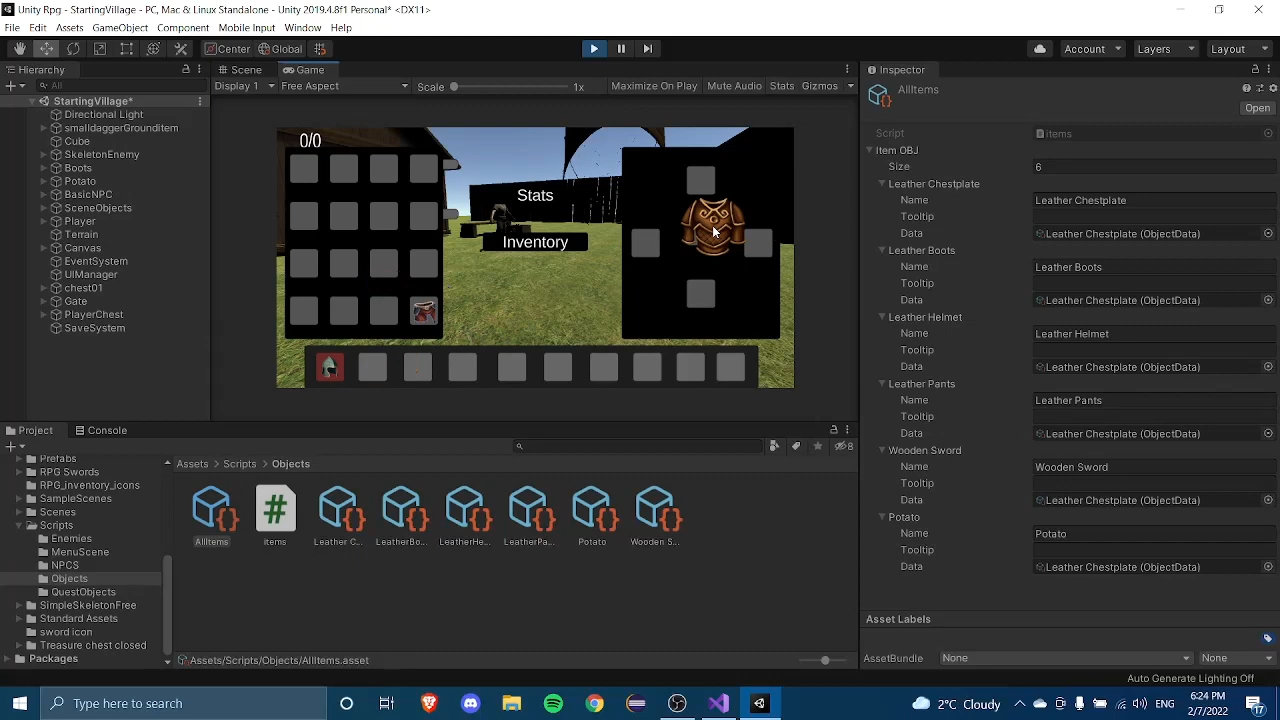 Unity Rpg - StartingVillage - PC, Mac & Linux Standalone - Unity 2019.4.8f1 Personal* <DX11>
File Edit Assets GameObject Component Mobile Input Window Help
Center Global Account Layers Layout
Hierarchy
All
StartingVillage*
Directional Light
smalldaggerGrounditem
Cube
SkeletonEnemy
Boots
Potato
BasicNPC
SceneObjects
Player
Terrain
Canvas
EventSystem
UIManager
chest01
Gate
PlayerChest
SaveSystem
Scene Game
Display 1 Free Aspect Scale 1x Maximize On Play Mute Audio Stats Gizmos
0/0
Stats
Inventory
Inspector
AllItems
Open
Script items
Item OBJ
Size 6
Leather Chestplate
Name Leather Chestplate
Tooltip
Data Leather Chestplate (ObjectData)
Leather Boots
Name Leather Boots
Tooltip
Data Leather Chestplate (ObjectData)
Leather Helmet
Name Leather Helmet
Tooltip
Data Leather Chestplate (ObjectData)
Leather Pants
Name Leather Pants
Tooltip
Data Leather Chestplate (ObjectData)
Wooden Sword
Name Wooden Sword
Tooltip
Data Leather Chestplate (ObjectData)
Potato
Name Potato
Tooltip
Data Leather Chestplate (ObjectData)
Asset Labels
AssetBundle None None
Auto Generate Lighting Off
Project Console
8
Prefabs
RPG Swords
RPG_inventory_icons
SampleScenes
Scenes
Scripts
Enemies
MenuScene
NPCS
Objects
QuestObjects
SimpleSkeletonFree
Standard Assets
sword icon
Treasure chest closed
Packages
Assets > Scripts > Objects
AllItems items Leather C... LeatherBo... LeatherHe... LeatherPa... Potato Wooden S...
Assets/Scripts/Objects/AllItems.asset
Type here to search
2°C Cloudy ENG 6:24 PM
2/7/2022